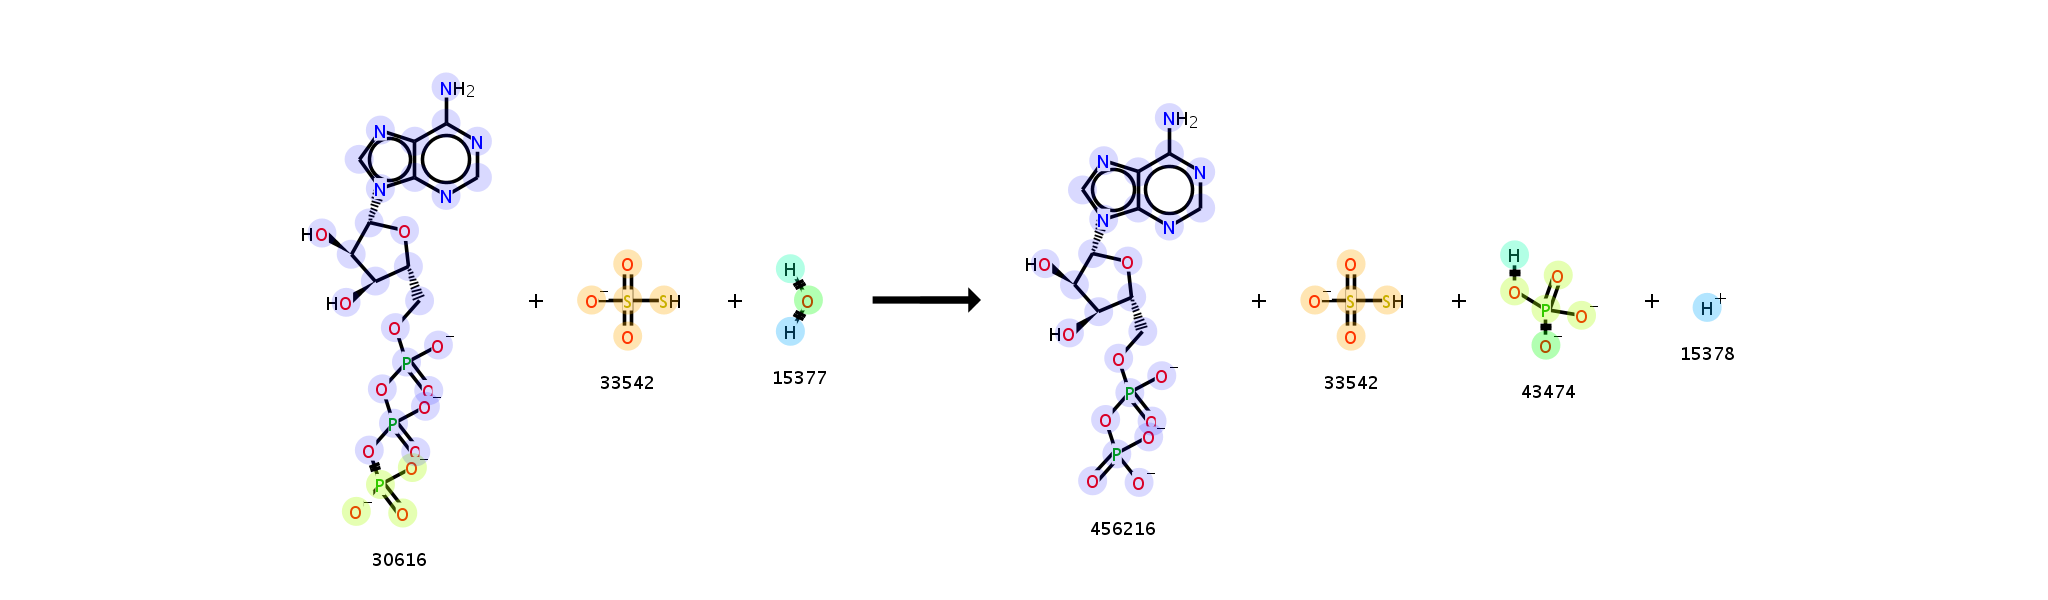 NH2
N N
N N
HO O
HO
O O−
P
O O
O−
P
O O
O−
P
O− O
30616
+
O
O− S SH
O
33542
+
H
O
H
15377
NH2
N N
N N
HO O
HO
O O−
P
O O
O−
P
O O−
456216
+
O
O− S SH
O
33542
+
H
O O
P O−
O−
43474
+
H+
15378